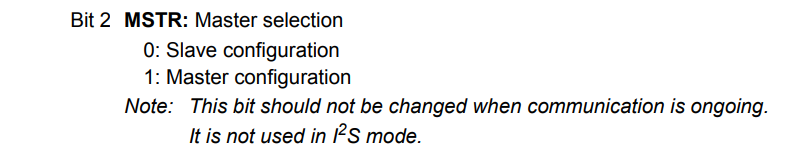 Bit 2 MSTR: Master selection
0: Slave configuration
1: Master configuration
Note: This bit should not be changed when communication is ongoing.
It is not used in I²S mode.